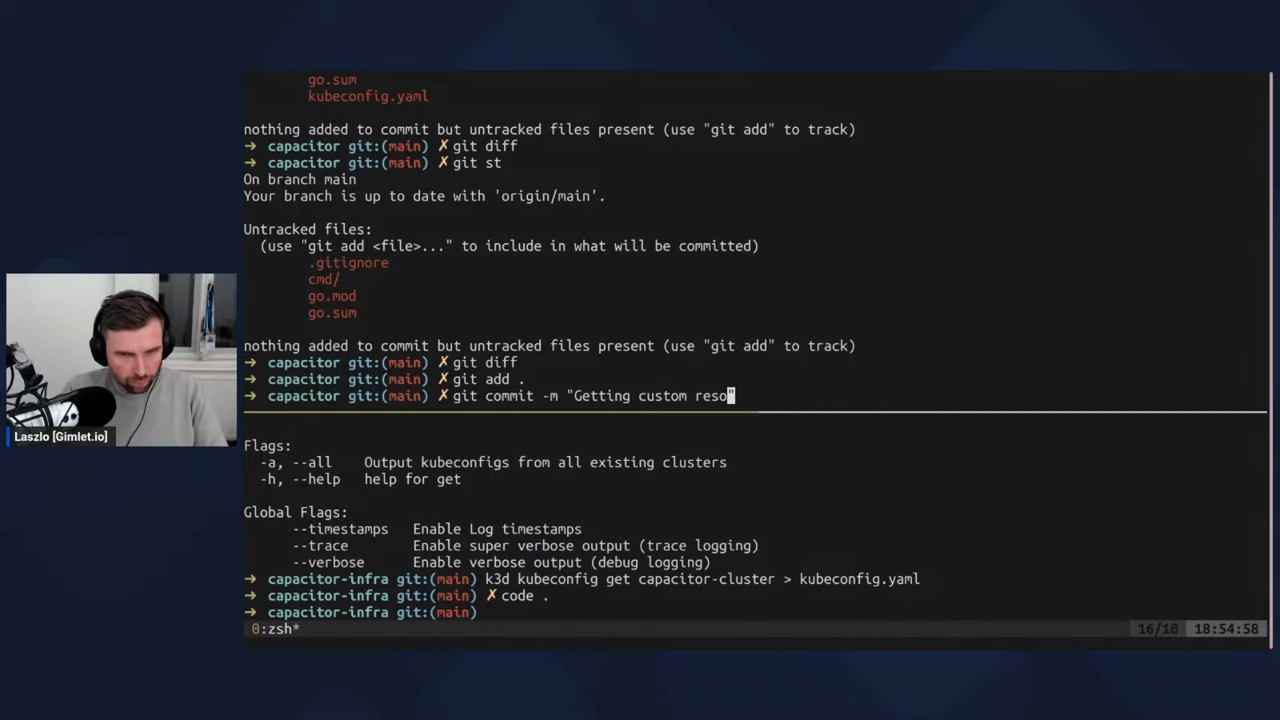 go.sum
kubeconfig.yaml
nothing added to commit but untracked files present (use "git add" to track)
→ capacitor git:(main) ✗ git diff
→ capacitor git:(main) ✗ git st
On branch main
Your branch is up to date with 'origin/main'.
Untracked files:
(use "git add <file>..." to include in what will be committed)
.gitignore
cmd/
go.mod
go.sum
nothing added to commit but untracked files present (use "git add" to track)
→ capacitor git:(main) ✗ git diff
→ capacitor git:(main) ✗ git add .
→ capacitor git:(main) ✗ git commit -m "Getting custom reso"
Laszlo [Gimlet.io]
Flags:
-a, --all Output kubeconfigs from all existing clusters
-h, --help help for get
Global Flags:
--timestamps Enable Log timestamps
--trace Enable super verbose output (trace logging)
--verbose Enable verbose output (debug logging)
→ capacitor-infra git:(main) k3d kubeconfig get capacitor-cluster > kubeconfig.yaml
→ capacitor-infra git:(main) ✗ code .
→ capacitor-infra git:(main)
0:zsh* 16/10 18:54:58